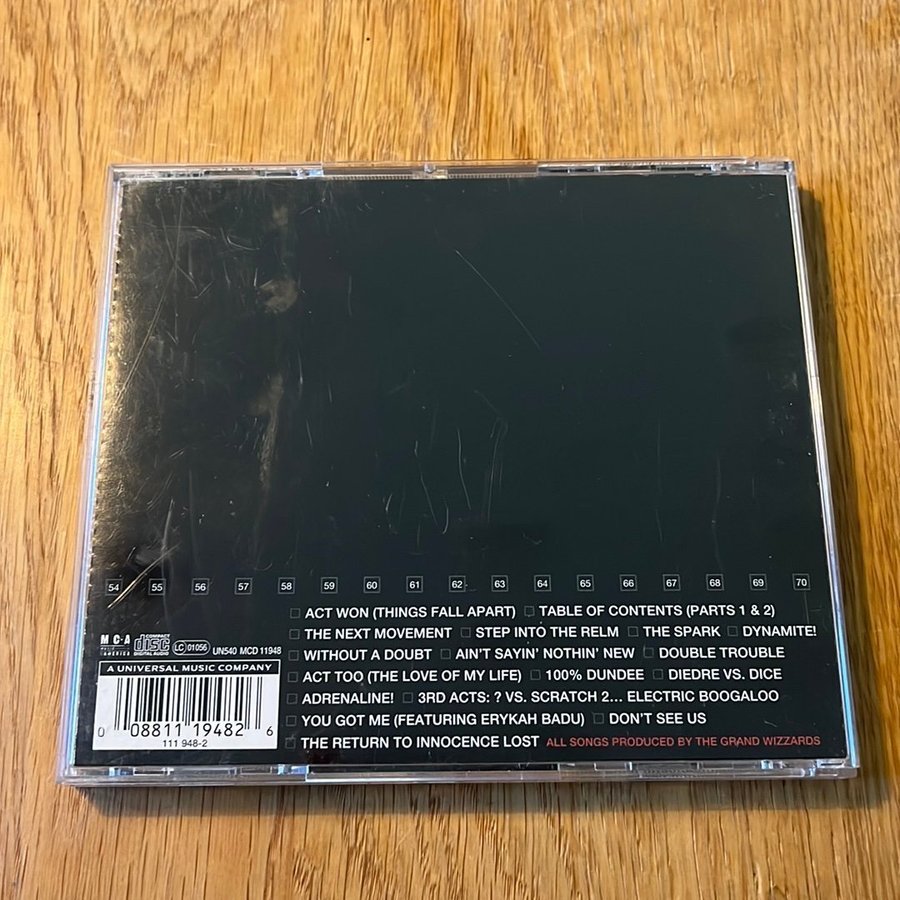 54 55 56 57 58 59 60 61 62 63 64 65 66 67 68 69 70
ACT WON (THINGS FALL APART) TABLE OF CONTENTS (PARTS 1 & 2)
THE NEXT MOVEMENT STEP INTO THE RELM THE SPARK DYNAMITE!
WITHOUT A DOUBT AIN'T SAYIN' NOTHIN' NEW DOUBLE TROUBLE
ACT TOO (THE LOVE OF MY LIFE) 100% DUNDEE DIEDRE VS. DICE
ADRENALINE! 3RD ACTS: ? VS. SCRATCH 2... ELECTRIC BOOGALOO
YOU GOT ME (FEATURING ERYKAH BADU) DON'T SEE US
THE RETURN TO INNOCENCE LOST ALL SONGS PRODUCED BY THE GRAND WIZZARDS
MCA
COMPACT
disc
DIGITAL AUDIO
LC 01056 UN540 MCD 11948
A UNIVERSAL MUSIC COMPANY
0 08811 19482 6
111 948-2